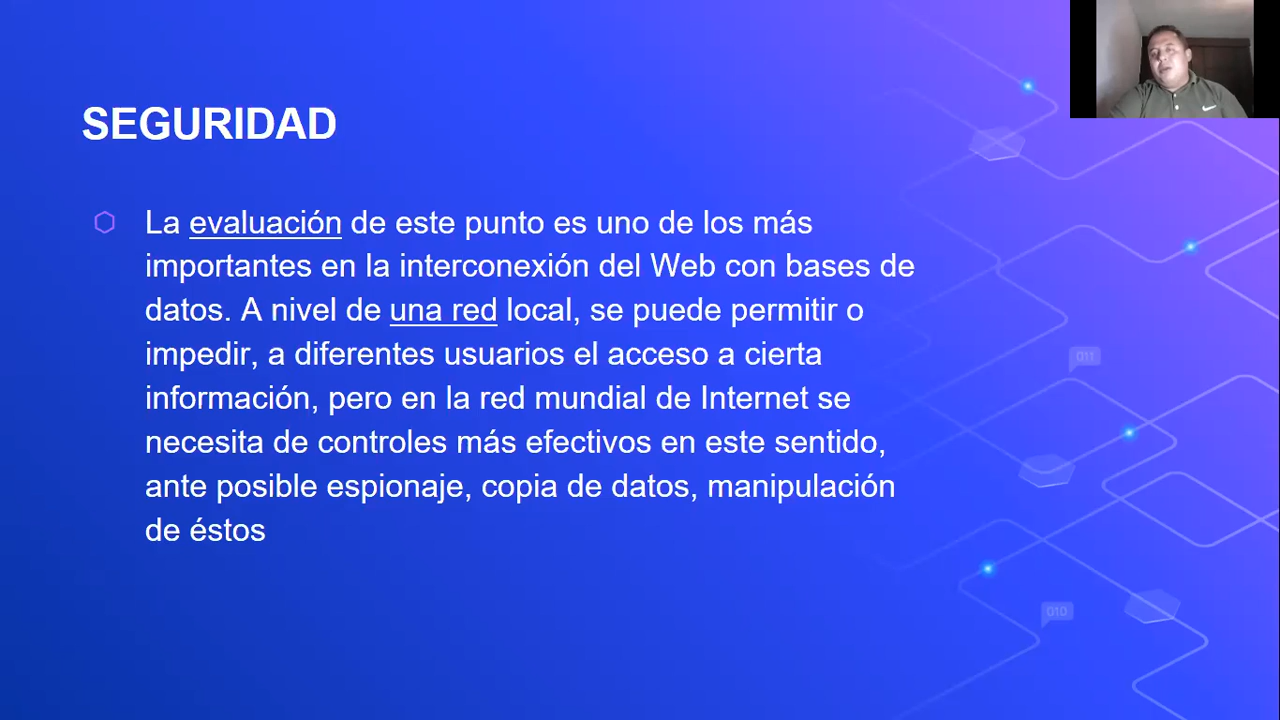 SEGURIDAD
La evaluación de este punto es uno de los más
importantes en la interconexión del Web con bases de
datos. A nivel de una red local, se puede permitir o
impedir, a diferentes usuarios el acceso a cierta
información, pero en la red mundial de Internet se
necesita de controles más efectivos en este sentido,
ante posible espionaje, copia de datos, manipulación
de éstos
011
010